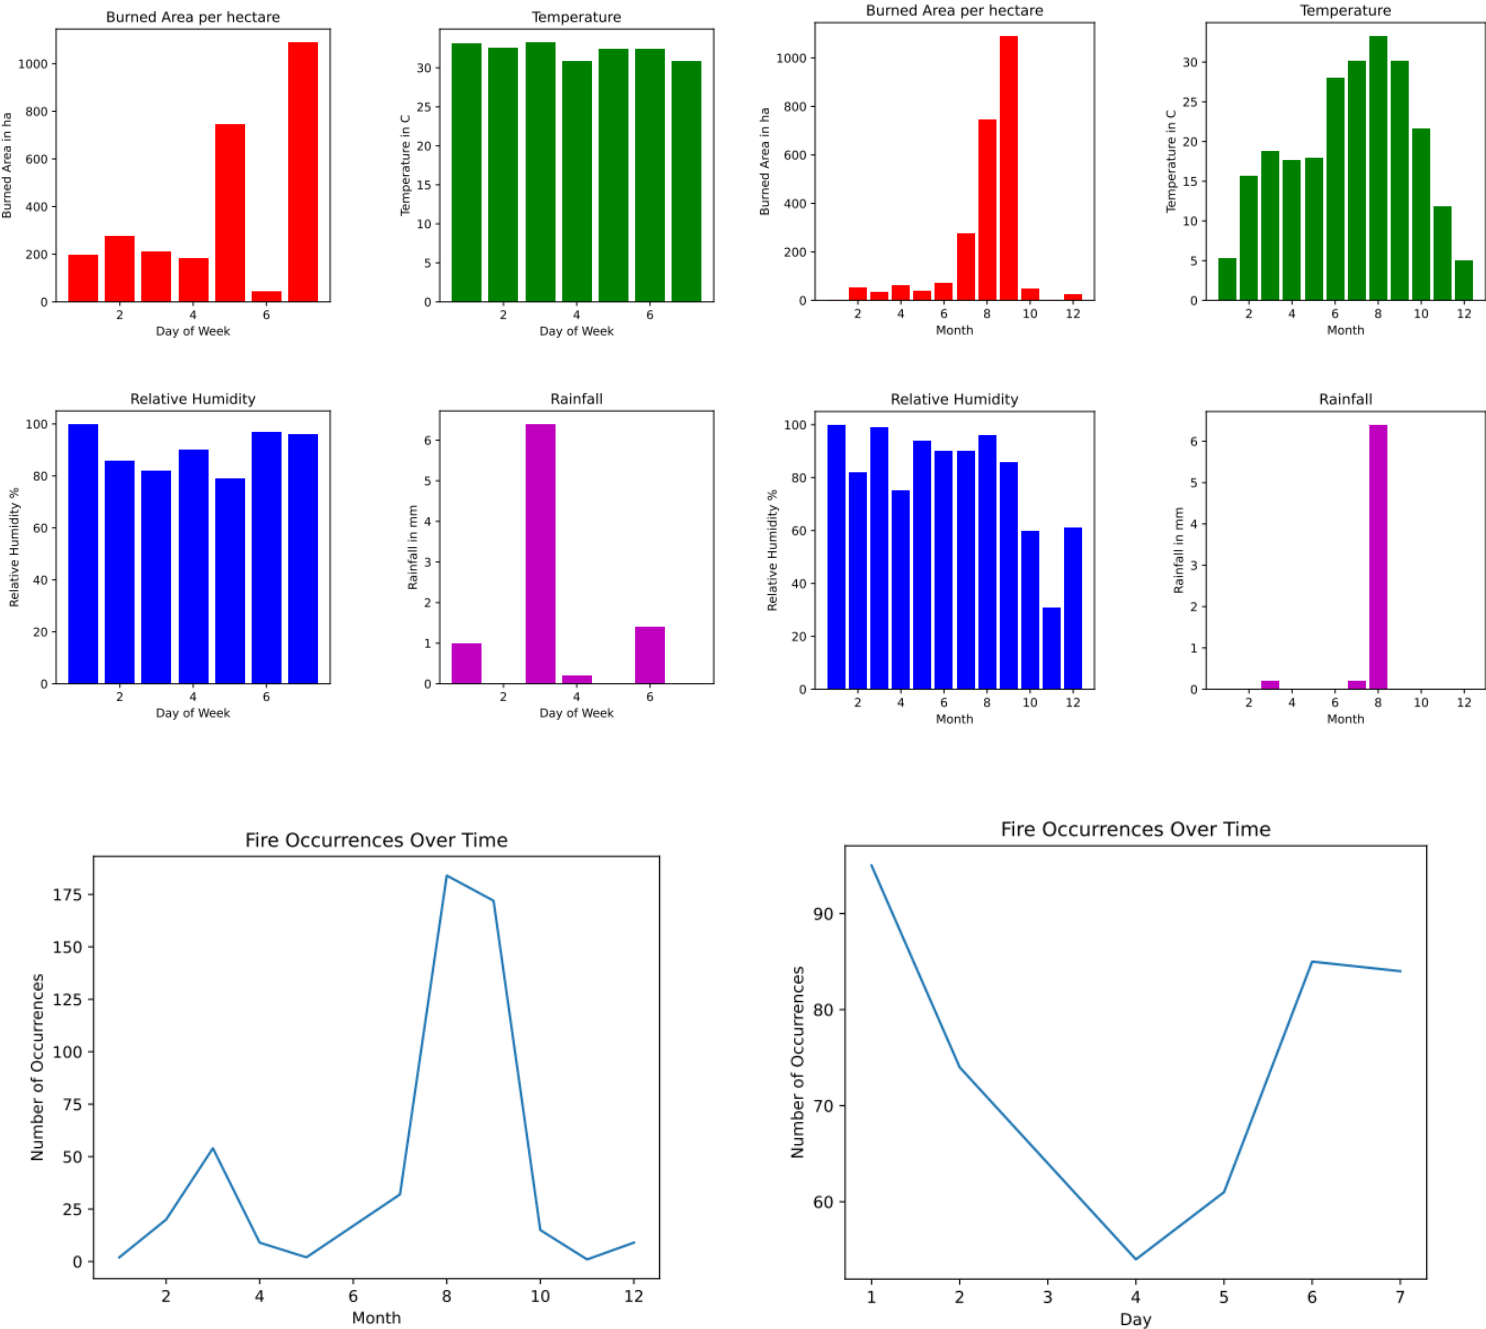 Burned Area per hectare
Burned Area in ha
1000
800
600
400
200
0
2 4 6
Day of Week
Temperature
Temperature in C
30
25
20
15
10
5
0
2 4 6
Day of Week
Burned Area per hectare
Burned Area in ha
1000
800
600
400
200
0
2 4 6 8 10 12
Month
Temperature
Temperature in C
30
25
20
15
10
5
0
2 4 6 8 10 12
Month
Relative Humidity
Relative Humidity %
100
80
60
40
20
0
2 4 6
Day of Week
Rainfall
Rainfall in mm
6
5
4
3
2
1
0
2 4 6
Day of Week
Relative Humidity
Relative Humidity %
100
80
60
40
20
0
2 4 6 8 10 12
Month
Rainfall
Rainfall in mm
6
5
4
3
2
1
0
2 4 6 8 10 12
Month
Fire Occurrences Over Time
Number of Occurrences
175
150
125
100
75
50
25
0
2 4 6 8 10 12
Month
Fire Occurrences Over Time
Number of Occurrences
90
80
70
60
1 2 3 4 5 6 7
Day